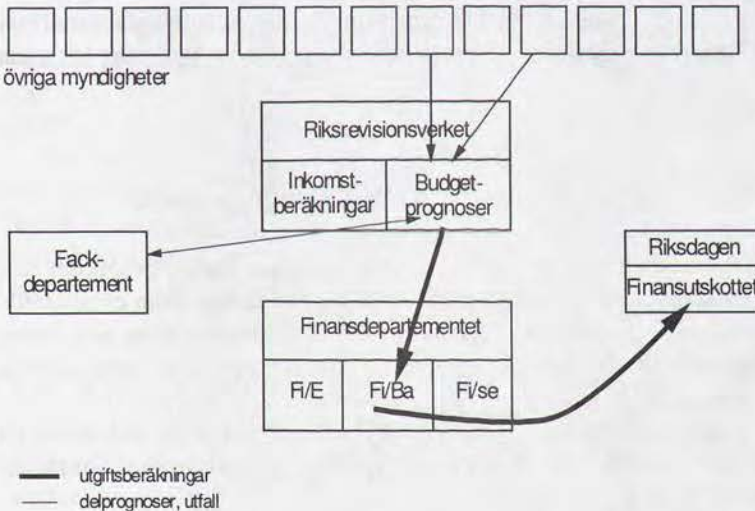 övriga myndigheter
Riksrevisionsverket
Inkomst-
beräkningar
Budget-
prognoser
Fack-
departement
Riksdagen
Finansutskottet
Finansdepartementet
Fi/E
Fi/Ba
Fi/se
utgiftsberäkningar
delprognoser, utfall